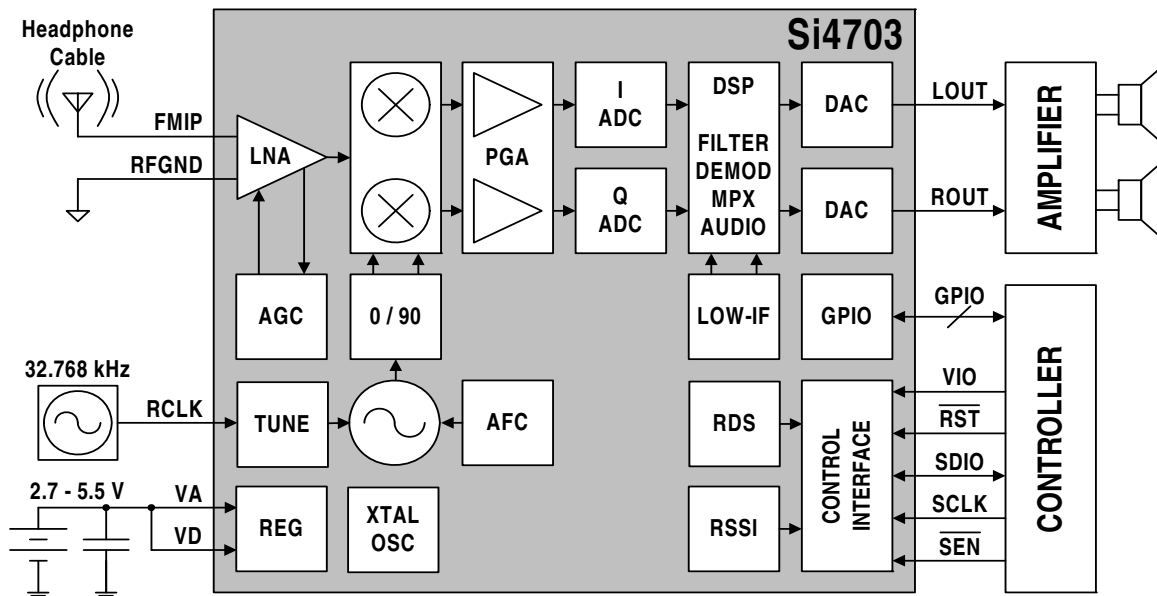 Headphone
Cable
Si4703
FMIP
RFGND
LNA
PGA
I
ADC
Q
ADC
DSP
FILTER
DEMOD
MPX
AUDIO
DAC
DAC
LOUT
ROUT
AMPLIFIER
AGC
0 / 90
LOW-IF
GPIO
GPIO
32.768 kHz
RCLK
TUNE
AFC
RDS
CONTROL
INTERFACE
VIO
RST
SDIO
SCLK
SEN
CONTROLLER
2.7 - 5.5 V
VA
VD
REG
XTAL
OSC
RSSI